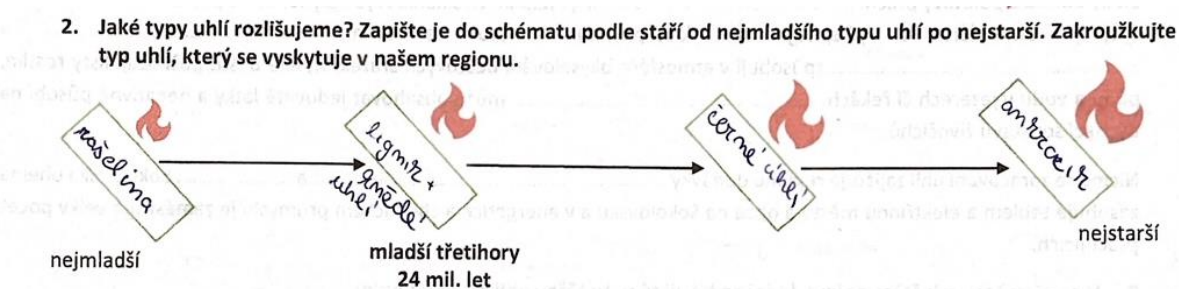 2. Jaké typy uhlí rozlišujeme? Zapište je do schématu podle stáří od nejmladšího typu uhlí po nejstarší. Zakroužkujte
typ uhlí, který se vyskytuje v našem regionu.
rašelina
lignit +
hnědé
uhlí
černé uhlí
antracit
nejmladší
mladší třetihory
24 mil. let
nejstarší